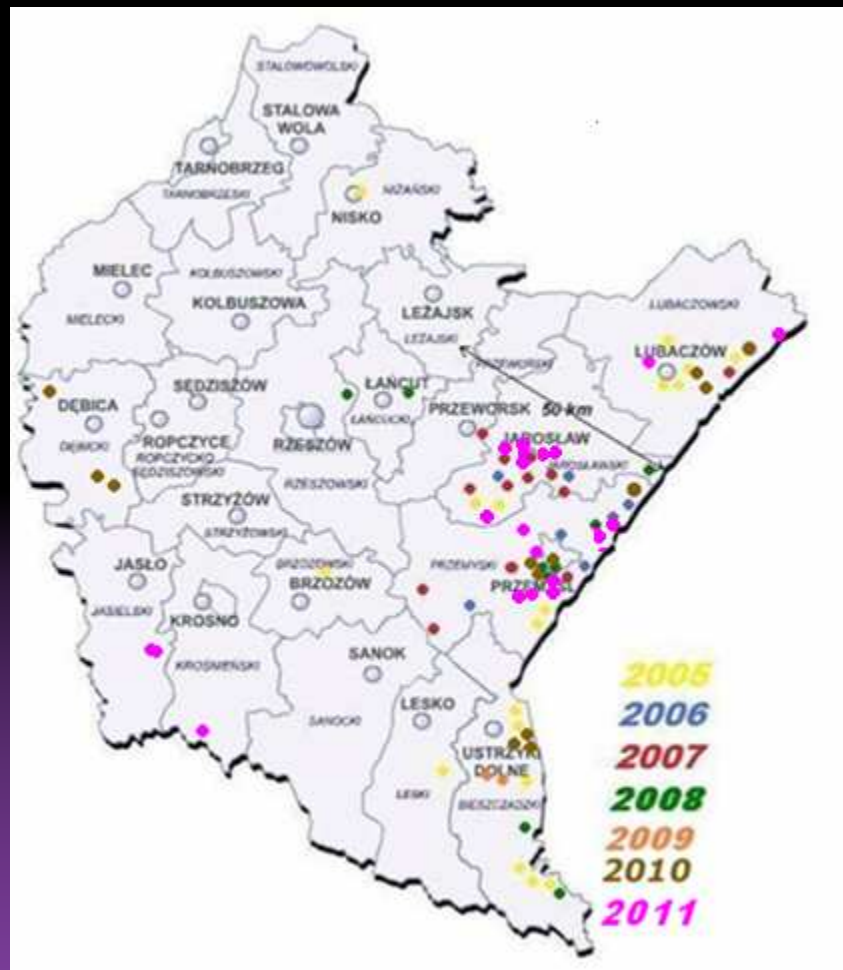 STALOWOWOLSKI
STALOWA
WOLA
TARNOBRZEG
TARNOBRZESKI
NIŻAŃSKI
NISKO
MIELEC
KOLBUSZOWSKI
KOLBUSZOWA
MIELECKI
LEŻAJSK
LEŻAJSKI
LUBACZOWSKI
LUBACZÓW
PRZEWORSKI
SĘDZISZÓW
ŁAŃCUT
DĘBICA
ŁAŃCUCKI
PRZEWORSK
50 km
ROPCZYCE
RZESZÓW
JAROSŁAW
DĘBICKI
ROPCZYCKO
SĘDZISZOWSKI
JAROSŁAWSKI
RZESZOWSKI
STRZYŻÓW
STRZYŻOWSKI
JASŁO
BRZOZOWSKI
BRZOZÓW
PRZEMYSKI
PRZEMYŚL
JASIELSKI
KROSNO
KROŚNIEŃSKI
SANOK
SANOCKI
LESKO
LESKI
USTRZYKI
DOLNE
BIESZCZADZKI
2005
2006
2007
2008
2009
2010
2011